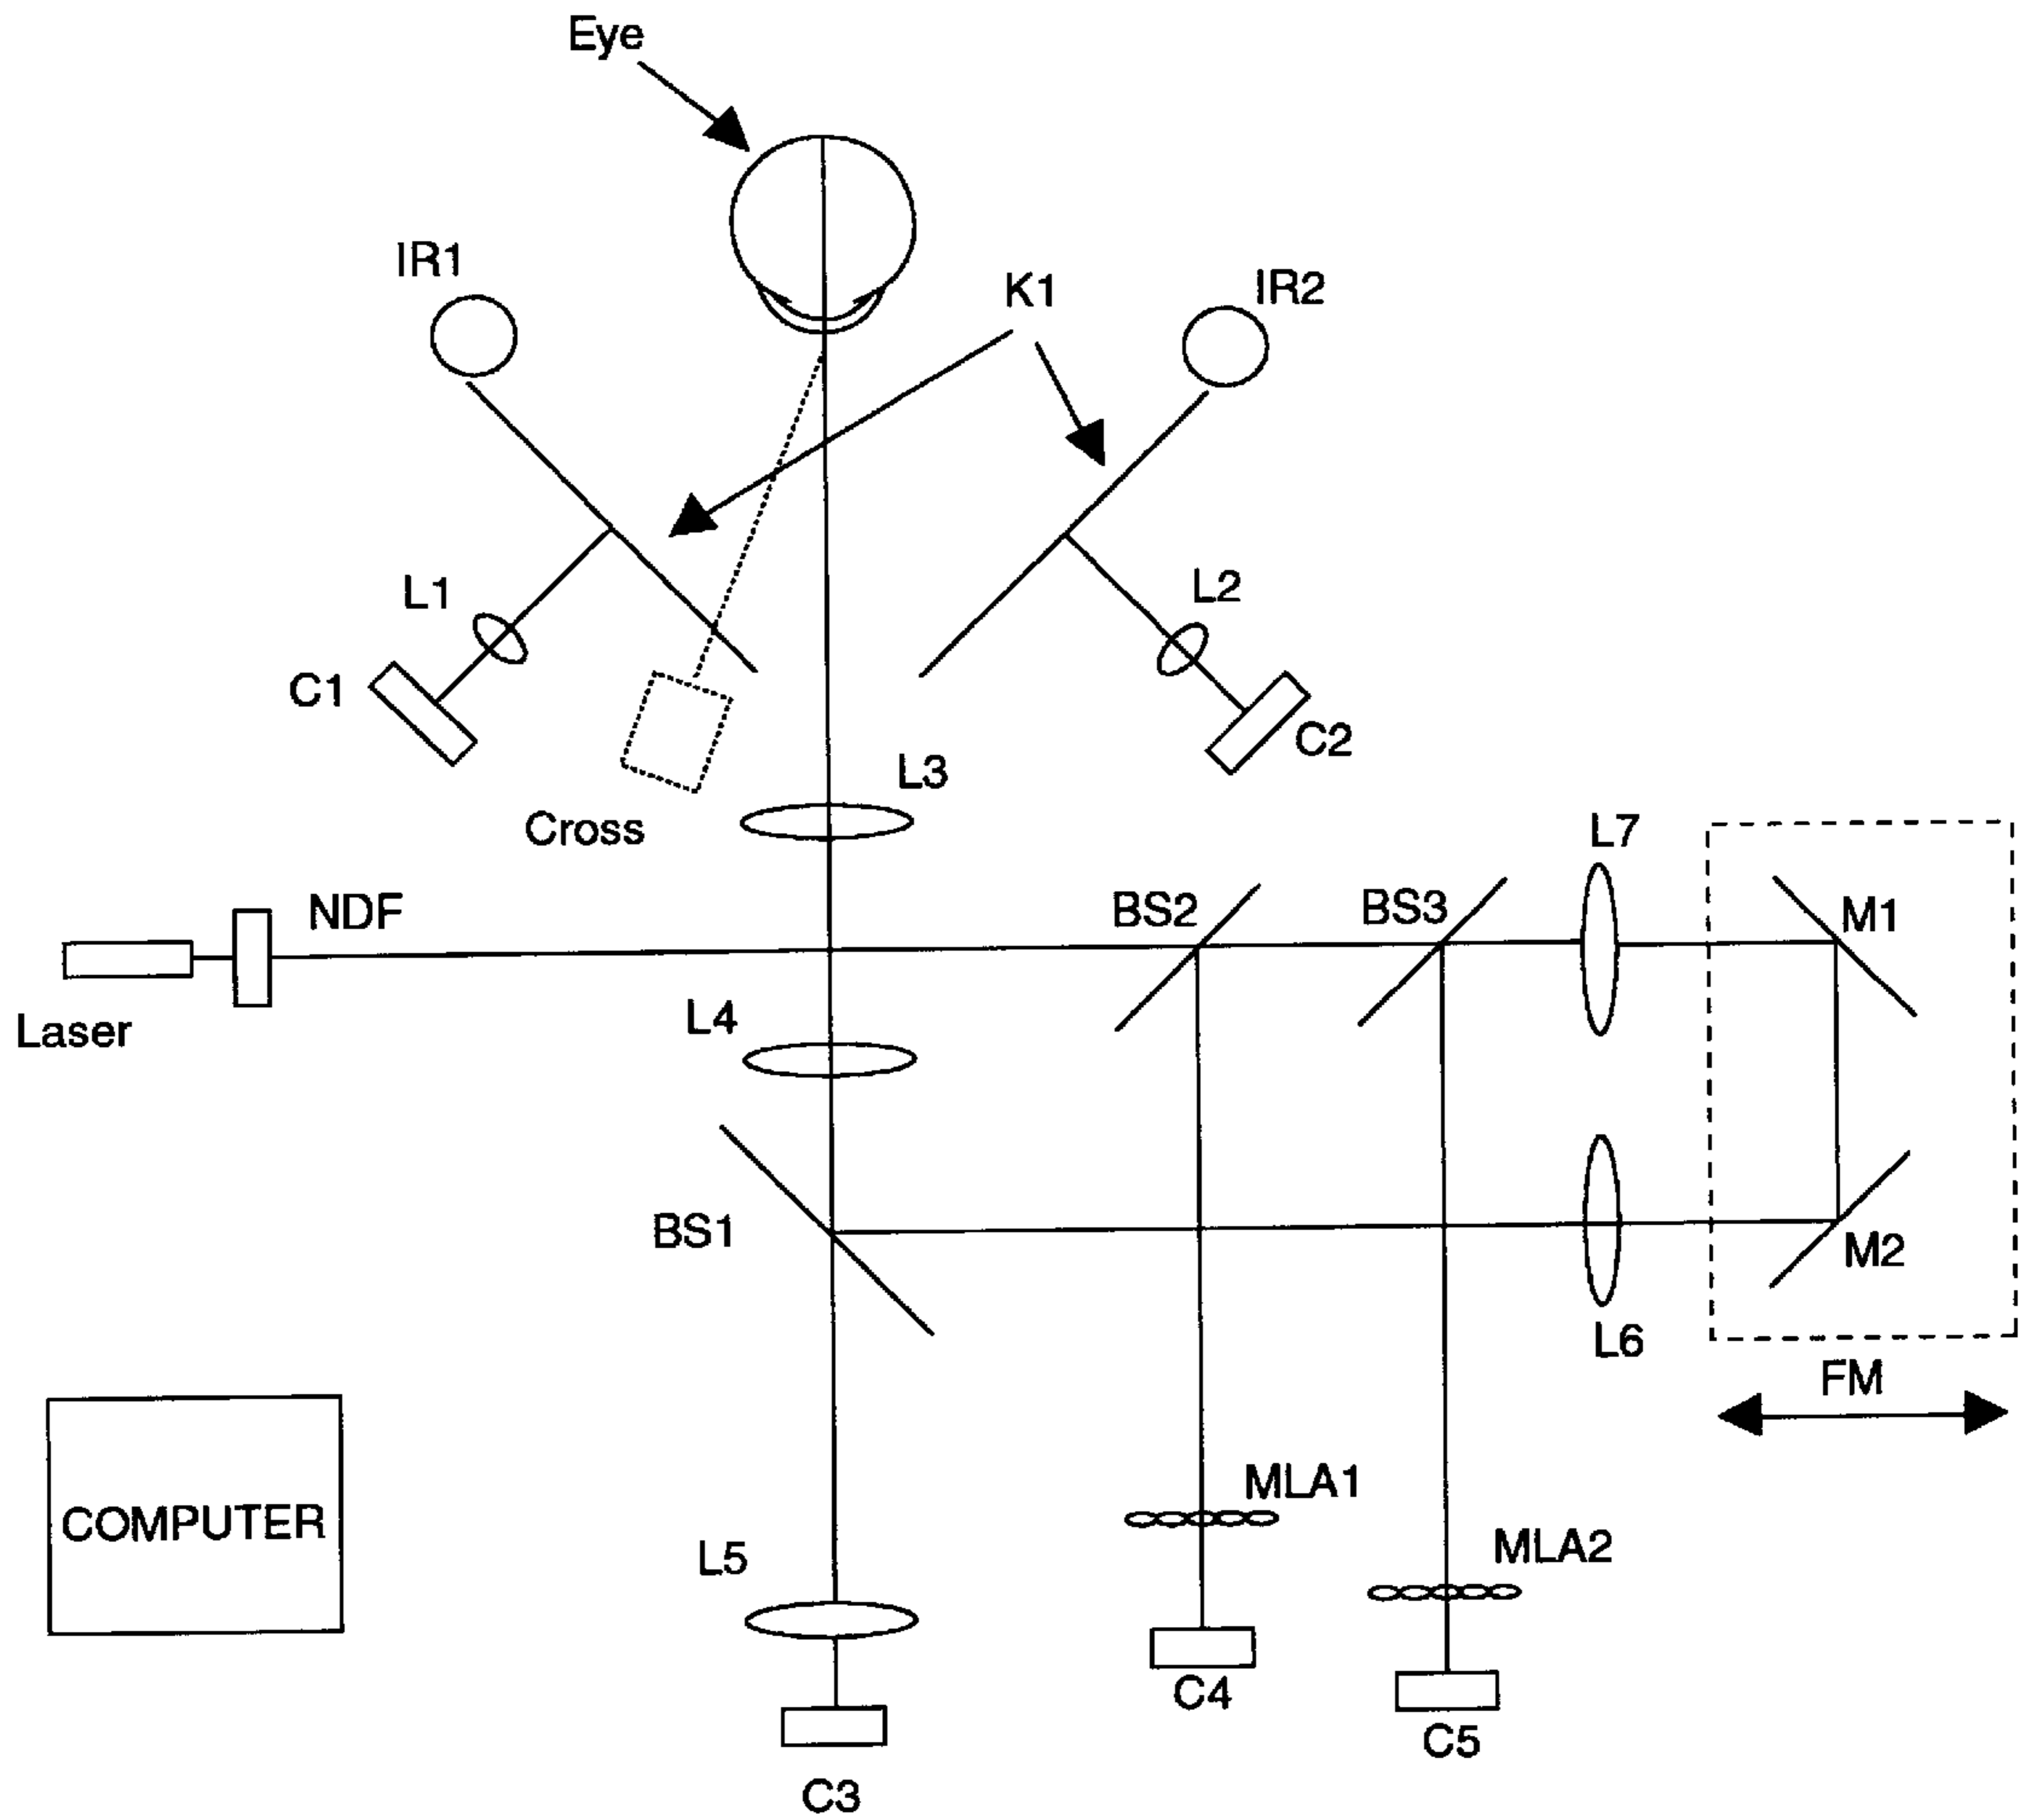 Eye
IR1
K1
IR2
L1
L2
C1
C2
L3
Cross
L7
NDF
BS2
BS3
M1
Laser
L4
BS1
M2
L6
FM
MLA1
COMPUTER
L5
MLA2
C4
C5
C3